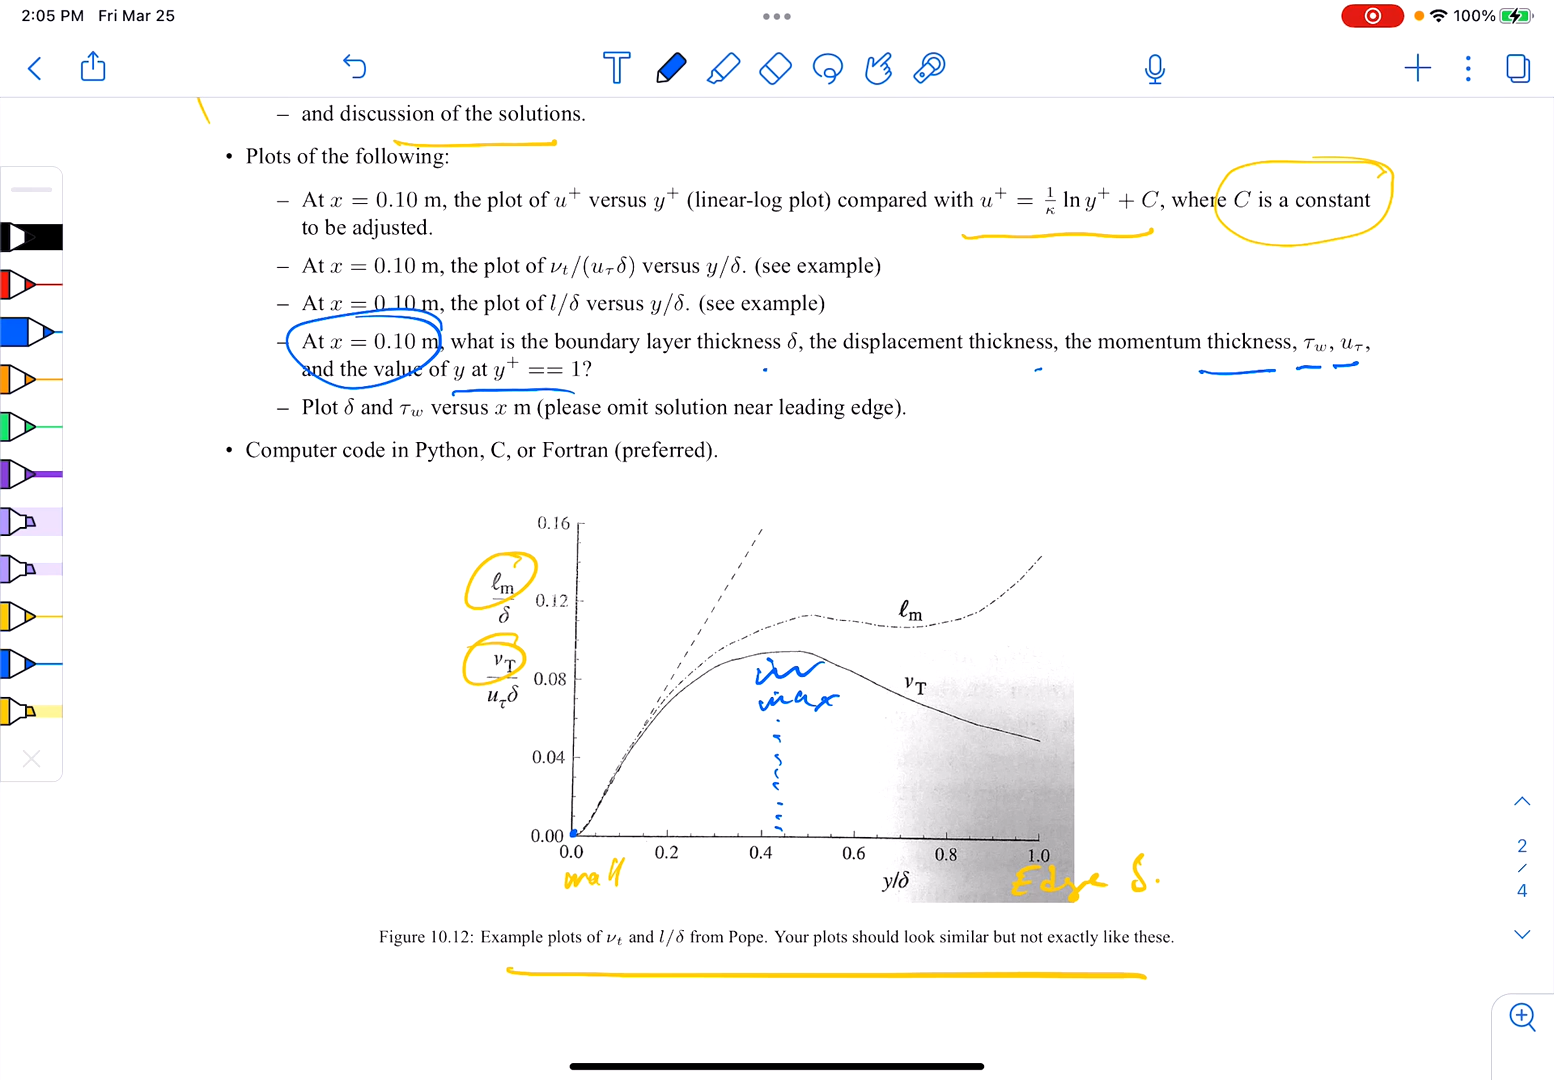 2:05 PM Fri Mar 25
100%
– and discussion of the solutions.
• Plots of the following:
– At x = 0.10 m, the plot of u⁺ versus y⁺ (linear-log plot) compared with u⁺ = 1/κ ln y⁺ + C, where C is a constant
to be adjusted.
– At x = 0.10 m, the plot of νₜ/(u_τδ) versus y/δ. (see example)
– At x = 0.10 m, the plot of l/δ versus y/δ. (see example)
– At x = 0.10 m, what is the boundary layer thickness δ, the displacement thickness, the momentum thickness, τ_w, u_τ,
and the value of y at y⁺ == 1?
– Plot δ and τ_w versus x m (please omit solution near leading edge).
• Computer code in Python, C, or Fortran (preferred).
0.16
ℓm/δ
0.12
ℓm
νT/u_τδ
0.08
νT
max
0.04
0.00
0.0 0.2 0.4 0.6 0.8 1.0
y/δ
wall
Edge δ.
Figure 10.12: Example plots of νₜ and l/δ from Pope. Your plots should look similar but not exactly like these.
2
/
4